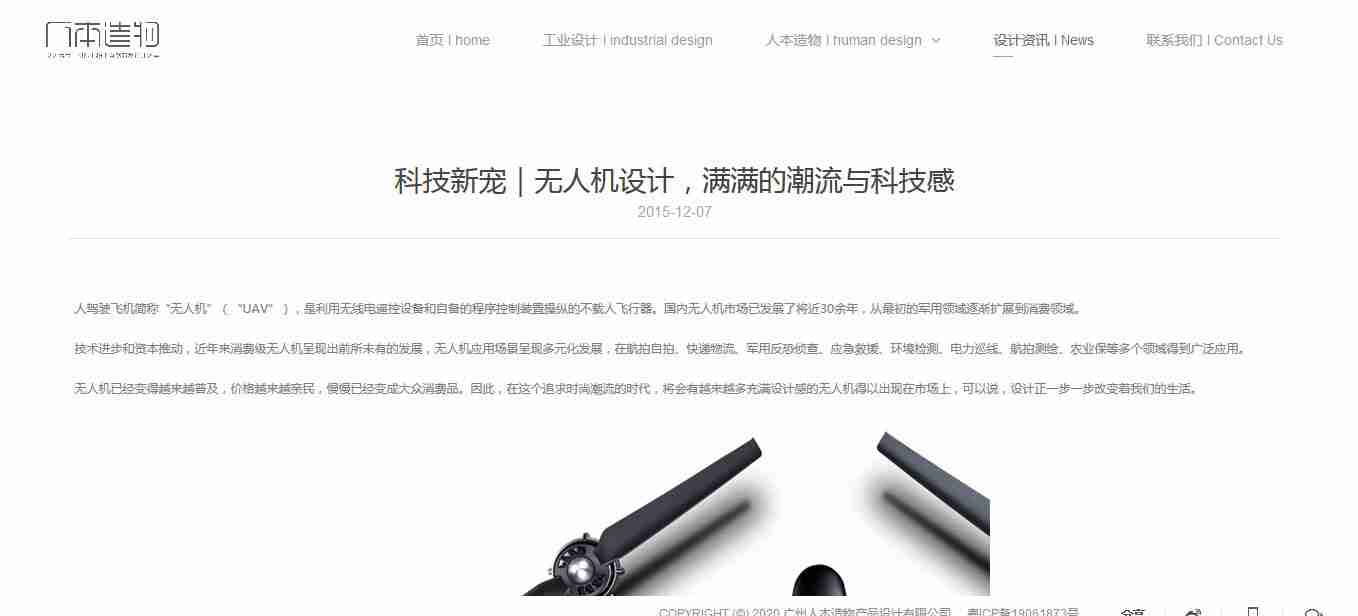 人本造物
首页 I home 工业设计 I industrial design 人本造物 I human design 设计资讯 I News 联系我们 I Contact Us
科技新宠｜无人机设计，满满的潮流与科技感
2015-12-07
人驾驶飞机简称“无人机”（ “UAV” ），是利用无线电遥控设备和自备的程序控制装置操纵的不载人飞行器。国内无人机市场已发展了将近30余年，从最初的军用领域逐渐扩展到消费领域。
技术进步和资本推动，近年来消费级无人机呈现出前所未有的发展，无人机应用场景呈现多元化发展，在航拍自拍、快递物流、军用反恐侦查、应急救援、环境检测、电力巡线、航拍测绘、农业保等多个领域得到广泛应用。
无人机已经变得越来越普及，价格越来越亲民，慢慢已经变成大众消费品。因此，在这个追求时尚潮流的时代，将会有越来越多充满设计感的无人机得以出现在市场上，可以说，设计正一步一步改变着我们的生活。
COPYRIGHT (©) 2020 广州人本造物产品设计有限公司 粤ICP备19061873号 分享